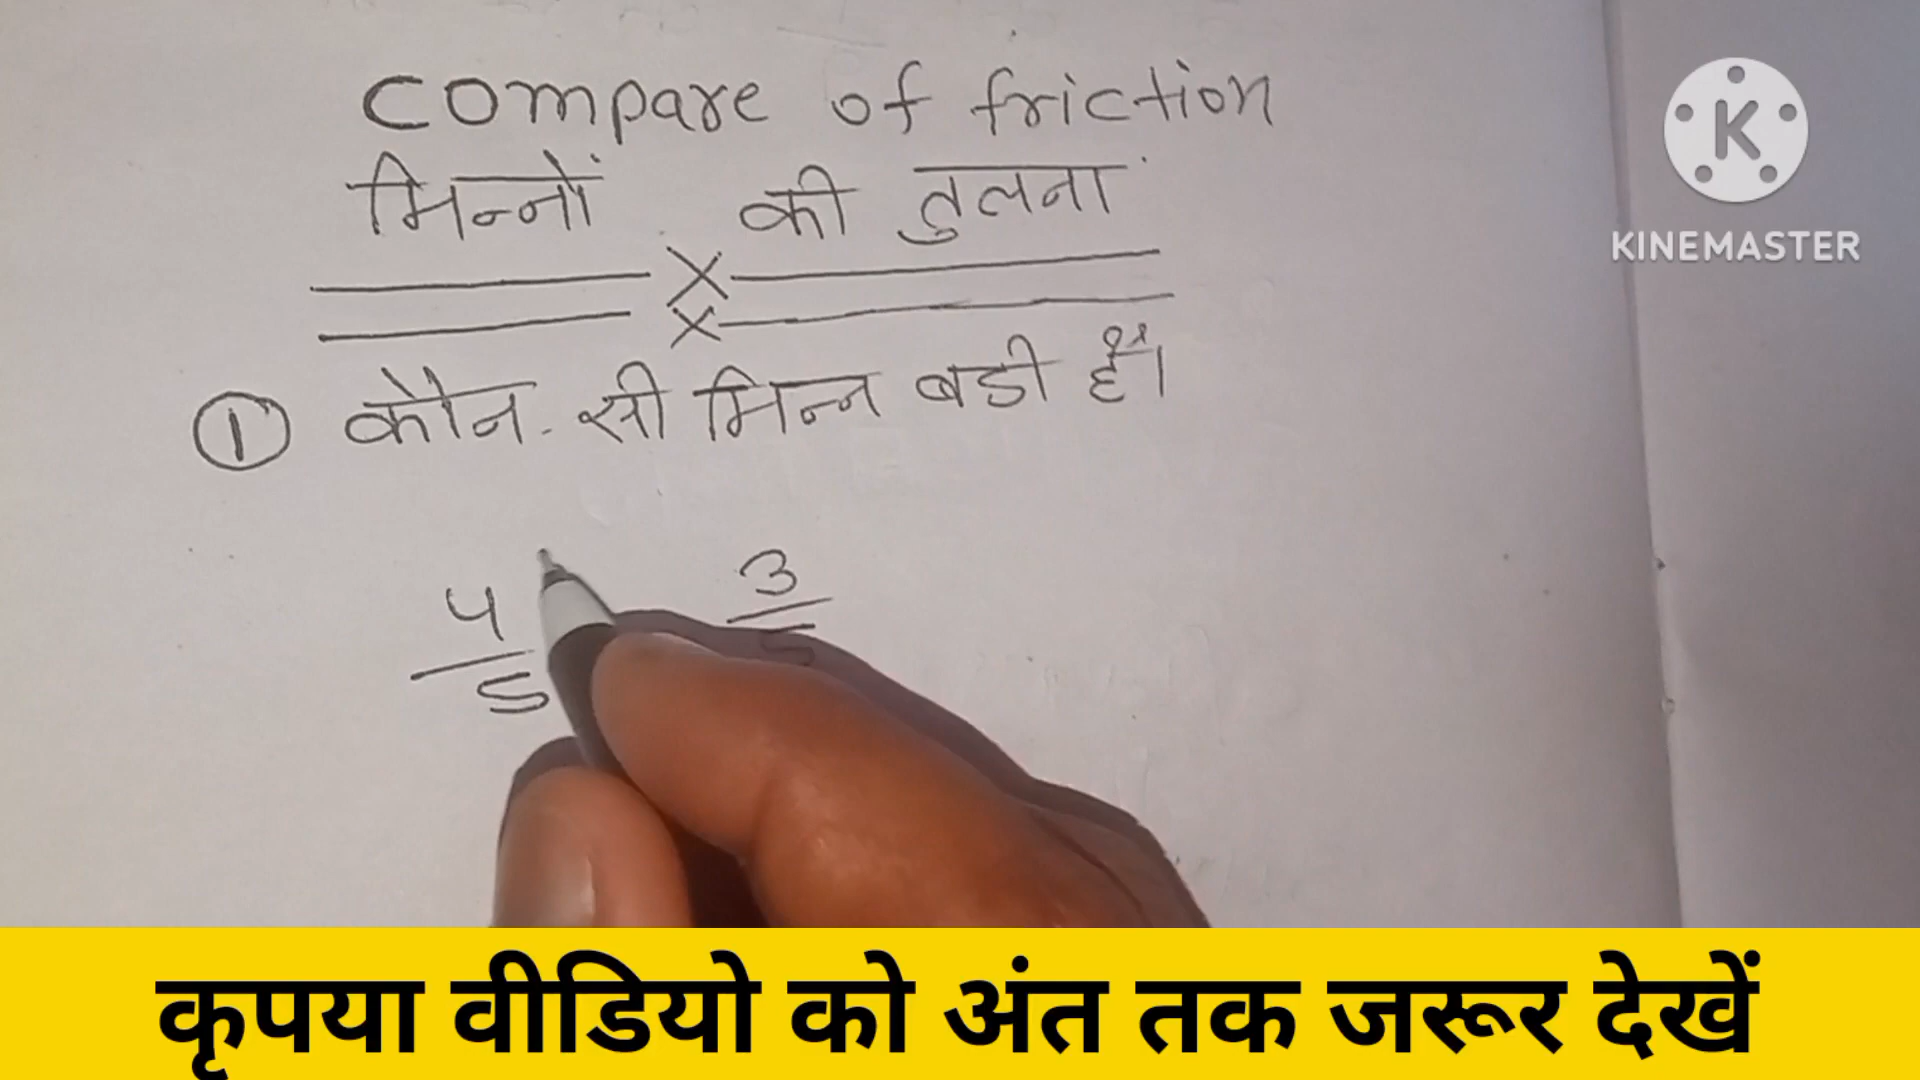 compare of friction
भिन्नों की तुलना
① कौन-सी भिन्न बडी हैं।
4 3
5 5
K
KINEMASTER
कृपया वीडियो को अंत तक जरूर देखें